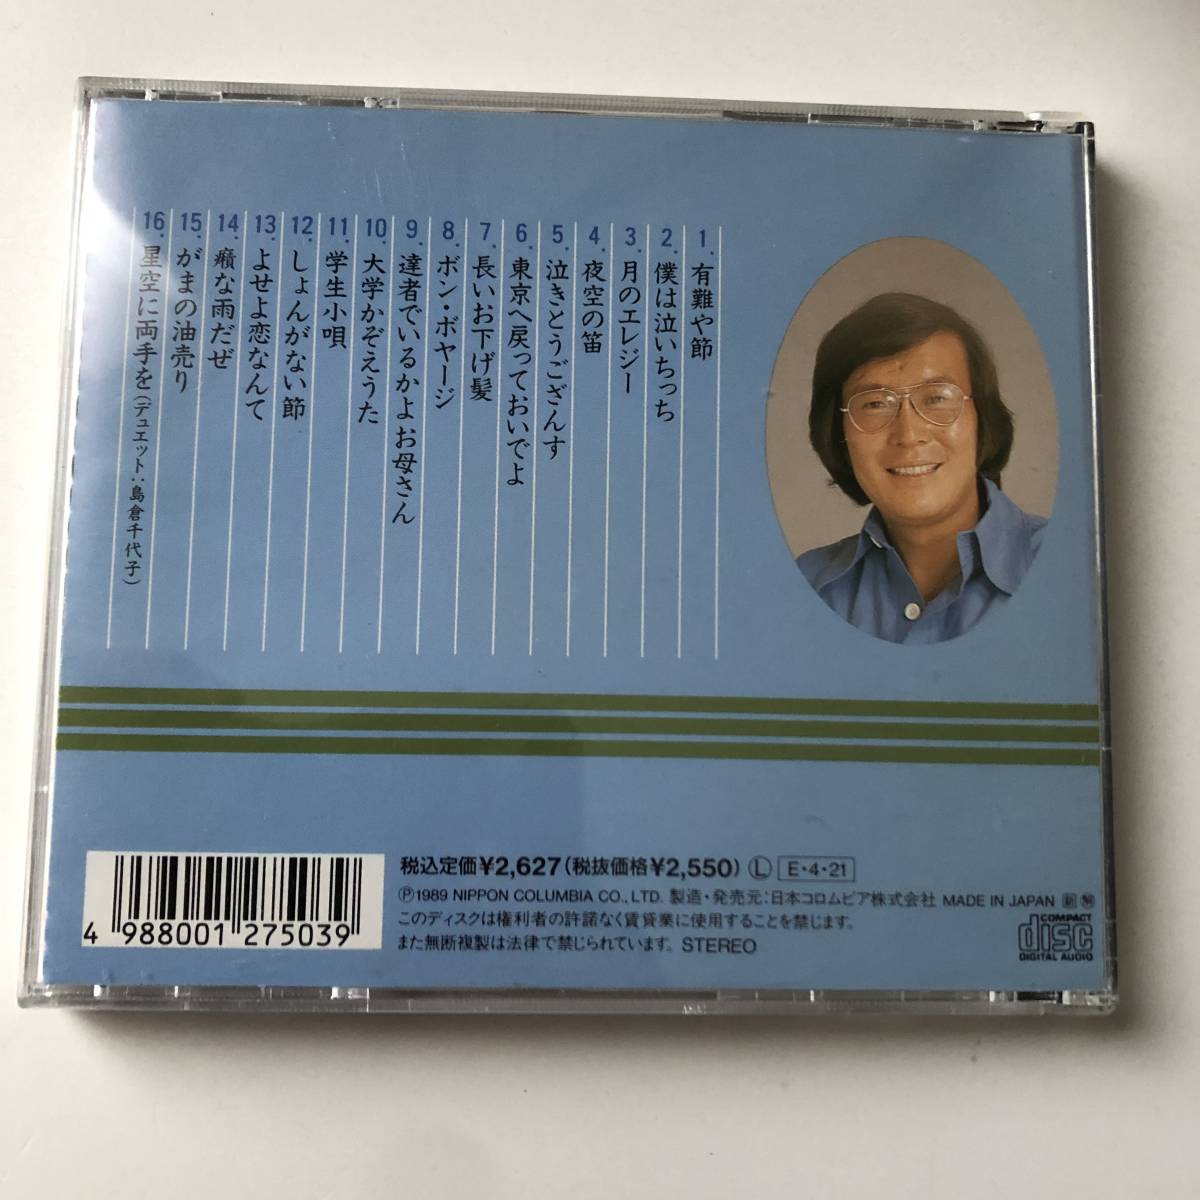 1. 有難や節
2. 僕は泣いちっち
3. 月のエレジー
4. 夜空の笛
5. 泣きとうござんす
6. 東京へ戻っておいでよ
7. 長いお下げ髪
8. ボン・ボヤージ
9. 達者でいるかよお母さん
10. 大学かぞえうた
11. 学生小唄
12. しょんがない節
13. よせよ恋なんて
14. 癪な雨だぜ
15. がまの油売り
16. 星空に両手を（デュエット：島倉千代子）
税込定価¥2,627(税抜価格¥2,550) Ⓛ E・4・21
Ⓟ1989 NIPPON COLUMBIA CO., LTD. 製造・発売元：日本コロムビア株式会社 MADE IN JAPAN
このディスクは権利者の許諾なく賃貸業に使用することを禁じます。
また無断複製は法律で禁じられています。 STEREO
4 988001 275039
COMPACT
disc
DIGITAL AUDIO